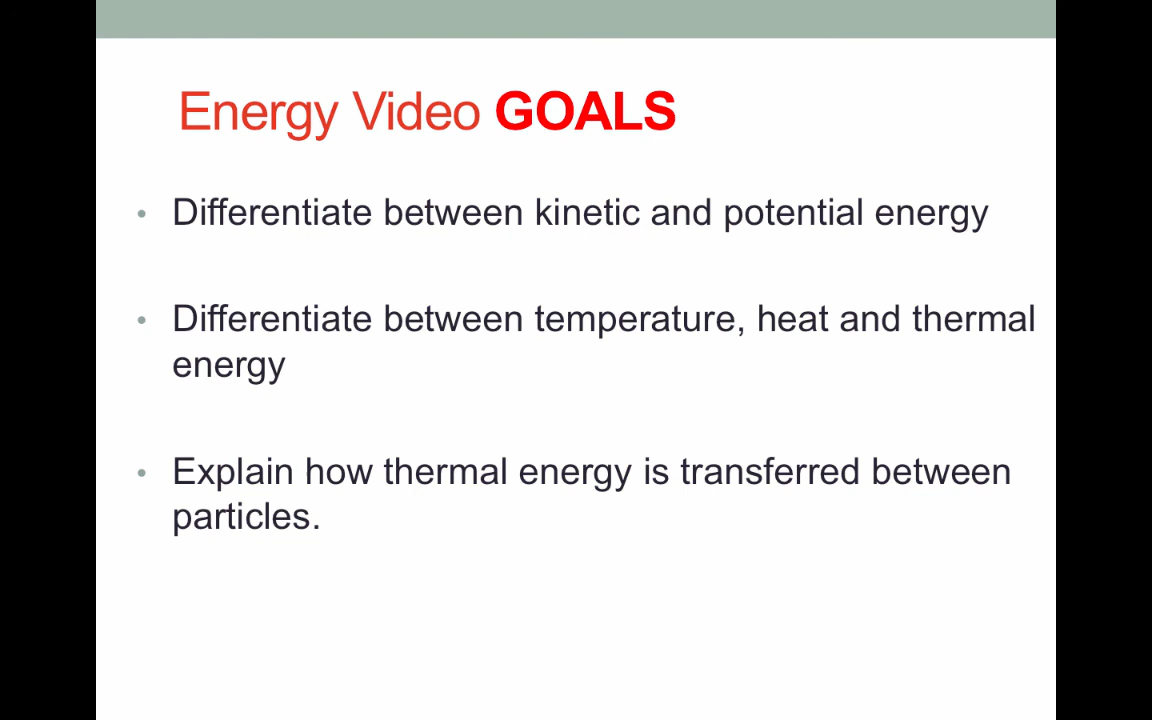 Energy Video GOALS
• Differentiate between kinetic and potential energy
• Differentiate between temperature, heat and thermal
energy
• Explain how thermal energy is transferred between
particles.